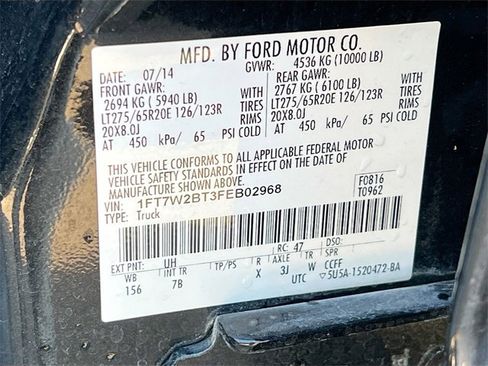 MFD. BY FORD MOTOR CO.
DATE: 07/14 GVWR: 4536 KG (10000 LB)
FRONT GAWR: REAR GAWR:
2694 KG ( 5940 LB) WITH 2767 KG ( 6100 LB) WITH
LT275/65R20E 126/123R TIRES LT275/65R20E 126/123R TIRES
20X8.0J RIMS 20X8.0J RIMS
AT 450 kPa/ 65 PSI COLD AT 450 kPa/ 65 PSI COLD
THIS VEHICLE CONFORMS TO ALL APPLICABLE FEDERAL MOTOR
VEHICLE SAFETY STANDARDS IN EFFECT ON THE DATE OF
MANUFACTURE SHOWN ABOVE.
VIN: 1FT7W2BT3FEB02968 F0816
TYPE: Truck T0962
EXT PNT: UH RC: 47 DSO:
WB INT TR TP/PS R AXLE TR CCFF
156 7B X 3J W
UTC ▽5U5A-1520472-BA